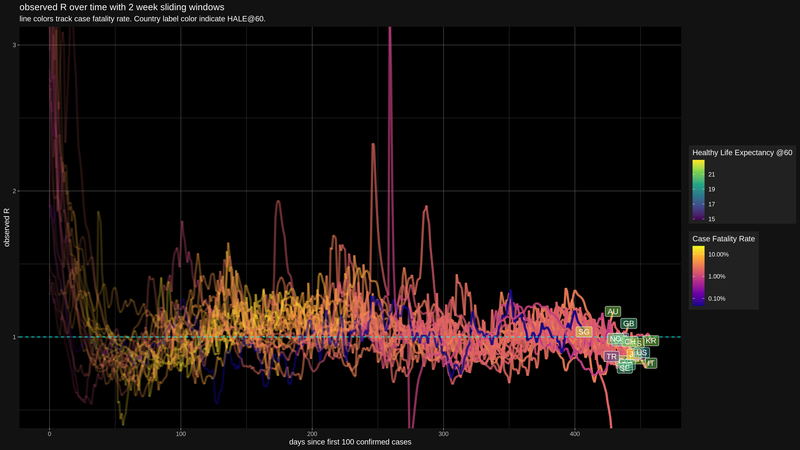 observed R over time with 2 week sliding windows
line colors track case fatality rate. Country label color indicate HALE@60.
3
2
1
observed R
0
100
200
300
400
days since first 100 confirmed cases
AU
GB
SG
NO
CH
KR
TR
US
IT
SE
Healthy Life Expectancy @60
21
19
17
15
Case Fatality Rate
10.00%
1.00%
0.10%